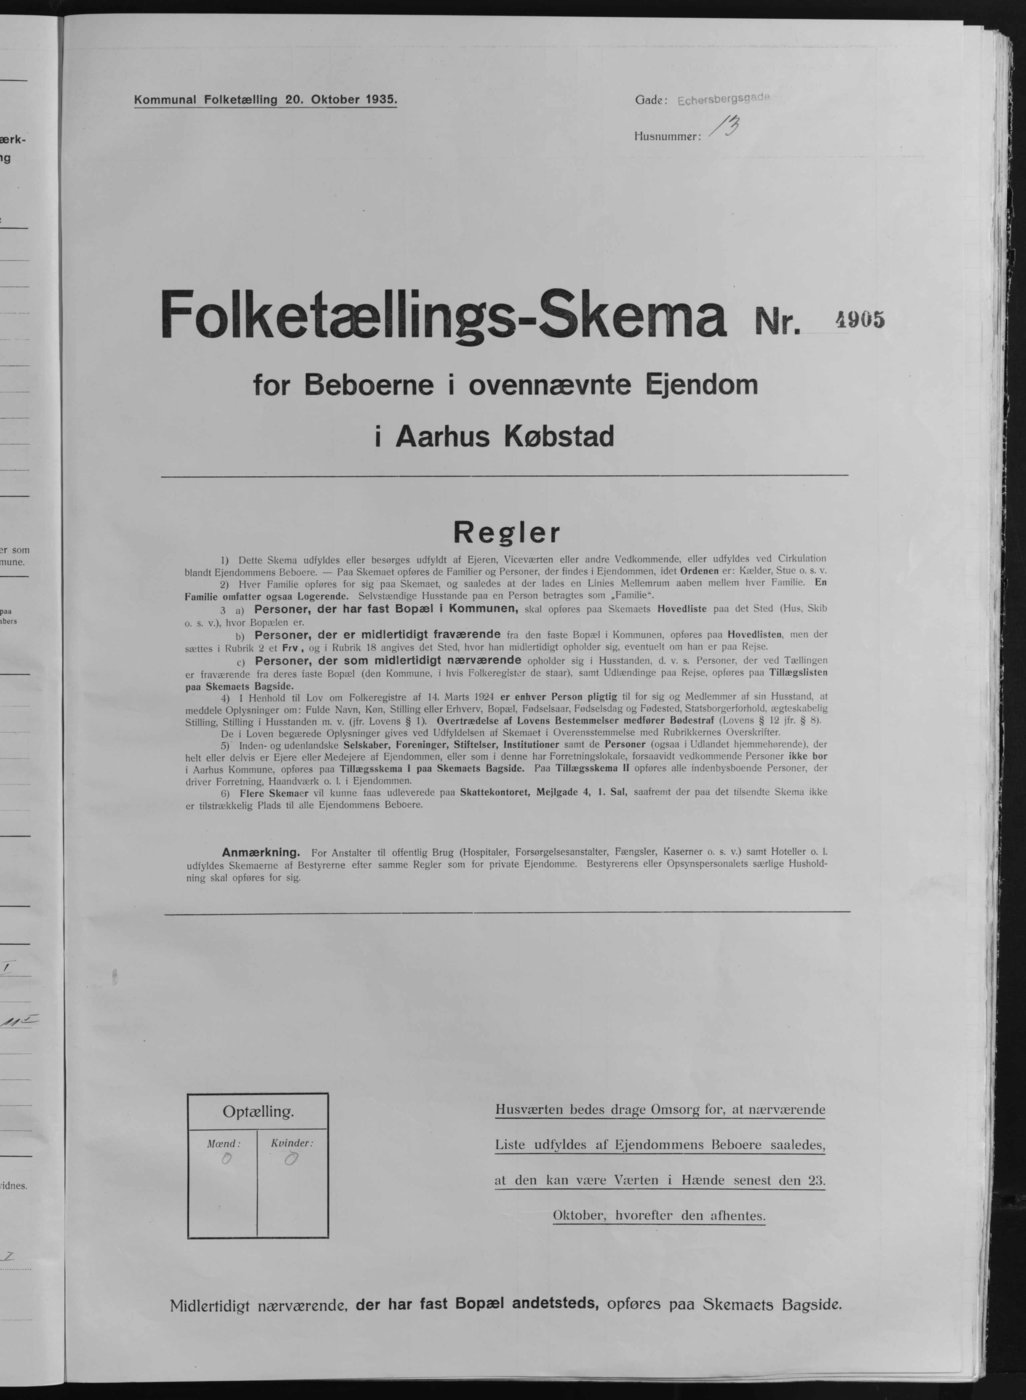 Kommunal Folketælling 20. Oktober 1935.
Gade: Echersbergsgade
Husnummer: 13
Folketællings-Skema Nr. 4905
for Beboerne i ovennævnte Ejendom
i Aarhus Købstad
Regler
1) Dette Skema udfyldes eller besørges udfyldt af Ejeren, Viceværten eller andre Vedkommende, eller udfyldes ved Cirkulation
blandt Ejendommens Beboere. — Paa Skemaet opføres de Familier og Personer, der findes i Ejendommen, idet Ordenen er: Kælder, Stue o. s. v.
2) Hver Familie opføres for sig paa Skemaet, og saaledes at der lades en Linies Mellemrum aaben mellem hver Familie. En
Familie omfatter ogsaa Logerende. Selvstændige Husstande paa en Person betragtes som „Familie".
3 a) Personer, der har fast Bopæl i Kommunen, skal opføres paa Skemaets Hovedliste paa det Sted (Hus, Skib
o. s. v.), hvor Bopælen er.
b) Personer, der er midlertidigt fraværende fra den faste Bopæl i Kommunen, opføres paa Hovedlisten, men der
sættes i Rubrik 2 et Frv., og i Rubrik 18 angives det Sted, hvor han midlertidigt opholder sig, eventuelt om han er paa Rejse.
c) Personer, der som midlertidigt nærværende opholder sig i Husstanden, d. v. s. Personer, der ved Tællingen
er fraværende fra deres faste Bopæl (den Kommune, i hvis Folkeregister de staar), samt Udlændinge paa Rejse, opføres paa Tillægslisten
paa Skemaets Bagside.
4) I Henhold til Lov om Folkeregistre af 14. Marts 1924 er enhver Person pligtig til for sig og Medlemmer af sin Husstand, at
meddele Oplysninger om: Fulde Navn, Køn, Stilling eller Erhverv, Bopæl, Fødselsaar, Fødselsdag og Fødested, Statsborgerforhold, ægteskabelig
Stilling, Stilling i Husstanden m. v. (jfr. Lovens § 1). Overtrædelse af Lovens Bestemmelser medfører Bødestraf (Lovens § 12 jfr. § 8).
De i Loven begærede Oplysninger gives ved Udfyldelsen af Skemaet i Overensstemmelse med Rubrikkernes Overskrifter.
5) Inden- og udenlandske Selskaber, Foreninger, Stiftelser, Institutioner samt de Personer (ogsaa i Udlandet hjemmehørende), der
helt eller delvis er Ejere eller Medejere af Ejendommen, eller som i denne har Forretningslokale, forsaavidt vedkommende Personer ikke bor
i Aarhus Kommune, opføres paa Tillægsskema I paa Skemaets Bagside. Paa Tillægsskema II opføres alle indenbysboende Personer, der
driver Forretning, Haandværk o. l. i Ejendommen.
6) Flere Skemaer vil kunne faas udleverede paa Skattekontoret, Mejlgade 4, 1. Sal, saafremt der paa det tilsendte Skema ikke
er tilstrækkelig Plads til alle Ejendommens Beboere.
Anmærkning. For Anstalter til offentlig Brug (Hospitaler, Forsørgelsesanstalter, Fængsler, Kaserner o. s. v.) samt Hoteller o. l.
udfyldes Skemaerne af Bestyrerne efter samme Regler som for private Ejendomme. Bestyrerens eller Opsynspersonalets særlige Hushold-
ning skal opføres for sig.
Optælling.
Mænd: Kvinder:
0 0
Husværten bedes drage Omsorg for, at nærværende
Liste udfyldes af Ejendommens Beboere saaledes,
at den kan være Værten i Hænde senest den 23.
Oktober, hvorefter den afhentes.
Midlertidigt nærværende, der har fast Bopæl andetsteds, opføres paa Skemaets Bagside.